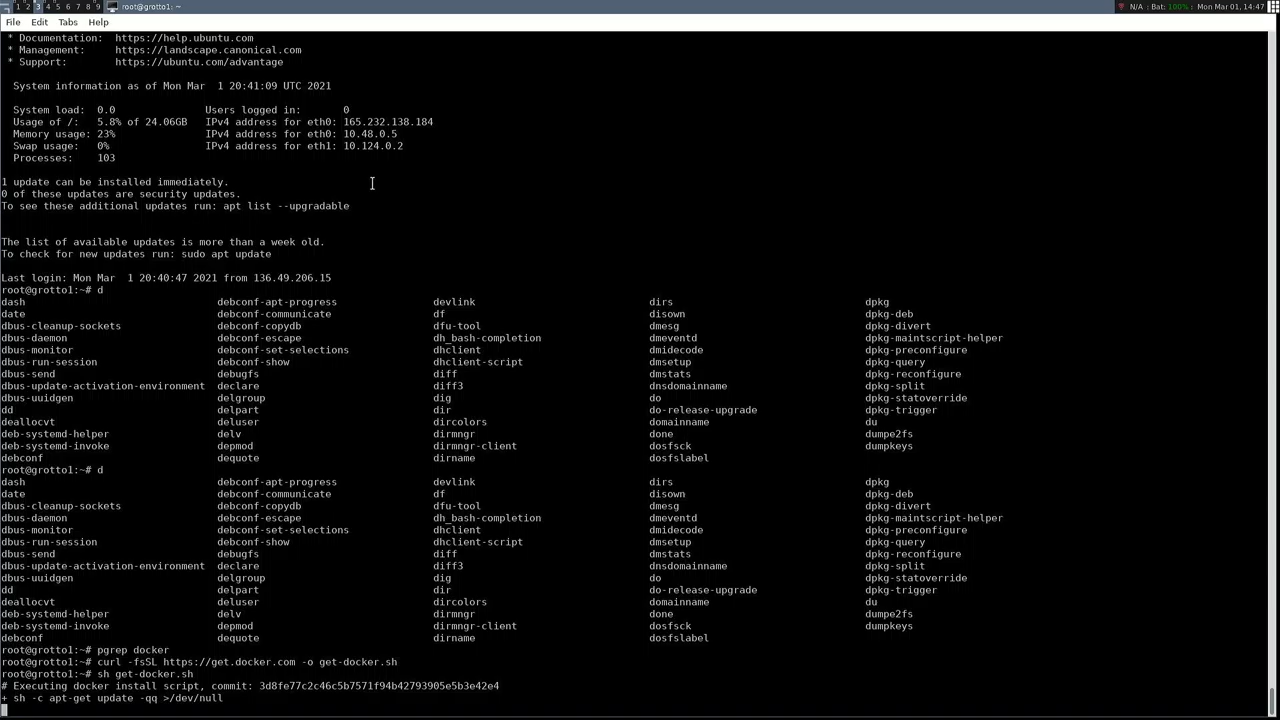 1 2 3 4 5 6 7 8 9 root@grotto1: ~ N/A : Bat: 100% : Mon Mar 01, 14:47
File Edit Tabs Help
* Documentation: https://help.ubuntu.com
* Management: https://landscape.canonical.com
* Support: https://ubuntu.com/advantage
System information as of Mon Mar 1 20:41:09 UTC 2021
System load: 0.0 Users logged in: 0
Usage of /: 5.8% of 24.06GB IPv4 address for eth0: 165.232.138.184
Memory usage: 23% IPv4 address for eth0: 10.48.0.5
Swap usage: 0% IPv4 address for eth1: 10.124.0.2
Processes: 103
1 update can be installed immediately.
0 of these updates are security updates.
To see these additional updates run: apt list --upgradable
The list of available updates is more than a week old.
To check for new updates run: sudo apt update
Last login: Mon Mar 1 20:40:47 2021 from 136.49.206.15
root@grotto1:~# d
dash debconf-apt-progress devlink dirs dpkg
date debconf-communicate df disown dpkg-deb
dbus-cleanup-sockets debconf-copydb dfu-tool dmesg dpkg-divert
dbus-daemon debconf-escape dh_bash-completion dmeventd dpkg-maintscript-helper
dbus-monitor debconf-set-selections dhclient dmidecode dpkg-preconfigure
dbus-run-session debconf-show dhclient-script dmsetup dpkg-query
dbus-send debugfs diff dmstats dpkg-reconfigure
dbus-update-activation-environment declare diff3 dnsdomainname dpkg-split
dbus-uuidgen delgroup dig do dpkg-statoverride
dd delpart dir do-release-upgrade dpkg-trigger
deallocvt deluser dircolors domainname du
deb-systemd-helper delv dirmngr done dumpe2fs
deb-systemd-invoke depmod dirmngr-client dosfsck dumpkeys
debconf dequote dirname dosfslabel
root@grotto1:~# d
dash debconf-apt-progress devlink dirs dpkg
date debconf-communicate df disown dpkg-deb
dbus-cleanup-sockets debconf-copydb dfu-tool dmesg dpkg-divert
dbus-daemon debconf-escape dh_bash-completion dmeventd dpkg-maintscript-helper
dbus-monitor debconf-set-selections dhclient dmidecode dpkg-preconfigure
dbus-run-session debconf-show dhclient-script dmsetup dpkg-query
dbus-send debugfs diff dmstats dpkg-reconfigure
dbus-update-activation-environment declare diff3 dnsdomainname dpkg-split
dbus-uuidgen delgroup dig do dpkg-statoverride
dd delpart dir do-release-upgrade dpkg-trigger
deallocvt deluser dircolors domainname du
deb-systemd-helper delv dirmngr done dumpe2fs
deb-systemd-invoke depmod dirmngr-client dosfsck dumpkeys
debconf dequote dirname dosfslabel
root@grotto1:~# pgrep docker
root@grotto1:~# curl -fsSL https://get.docker.com -o get-docker.sh
root@grotto1:~# sh get-docker.sh
# Executing docker install script, commit: 3d8fe77c2c46c5b7571f94b42793905e5b3e42e4
+ sh -c apt-get update -qq >/dev/null